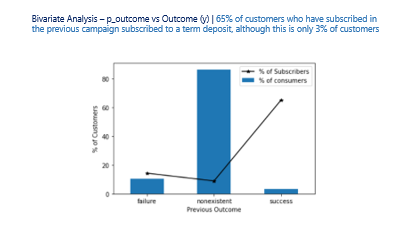 Bivariate Analysis – p_outcome vs Outcome (y) | 65% of customers who have subscribed in
the previous campaign subscribed to a term deposit, although this is only 3% of customers
% of Subscribers
% of consumers
80
60
40
20
0
% of Customers
failure nonexistent success
Previous Outcome